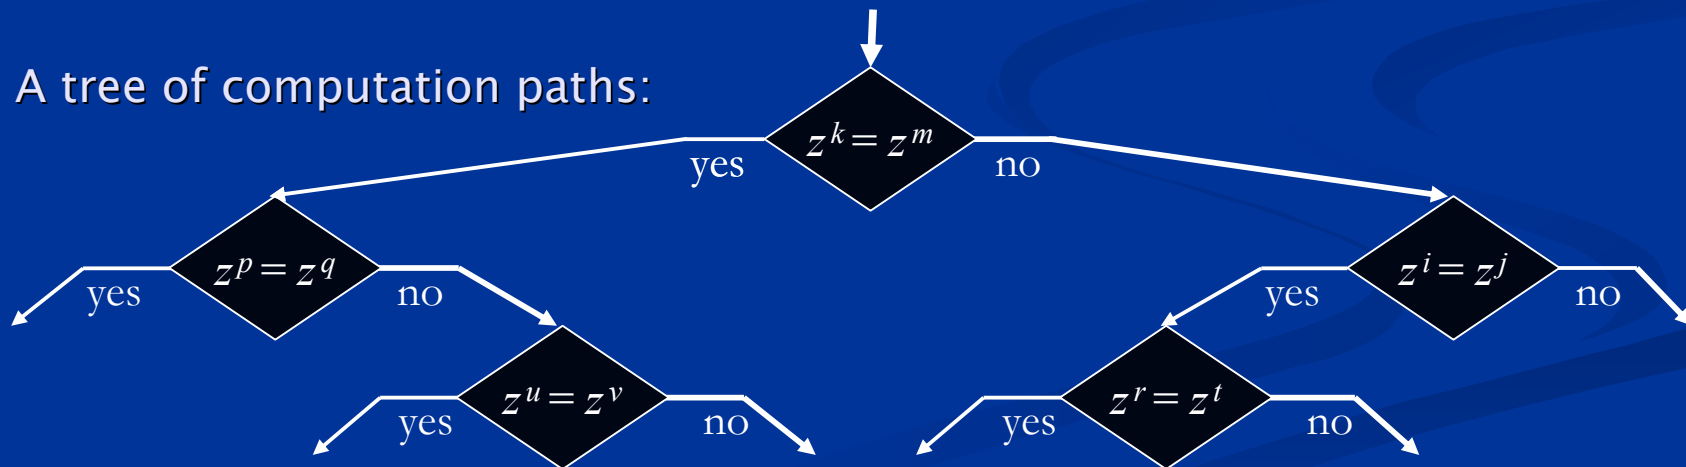 A tree of computation paths:
z^k = z^m
yes
no
z^p = z^q
yes
no
z^i = z^j
yes
no
z^u = z^v
yes
no
z^r = z^t
yes
no